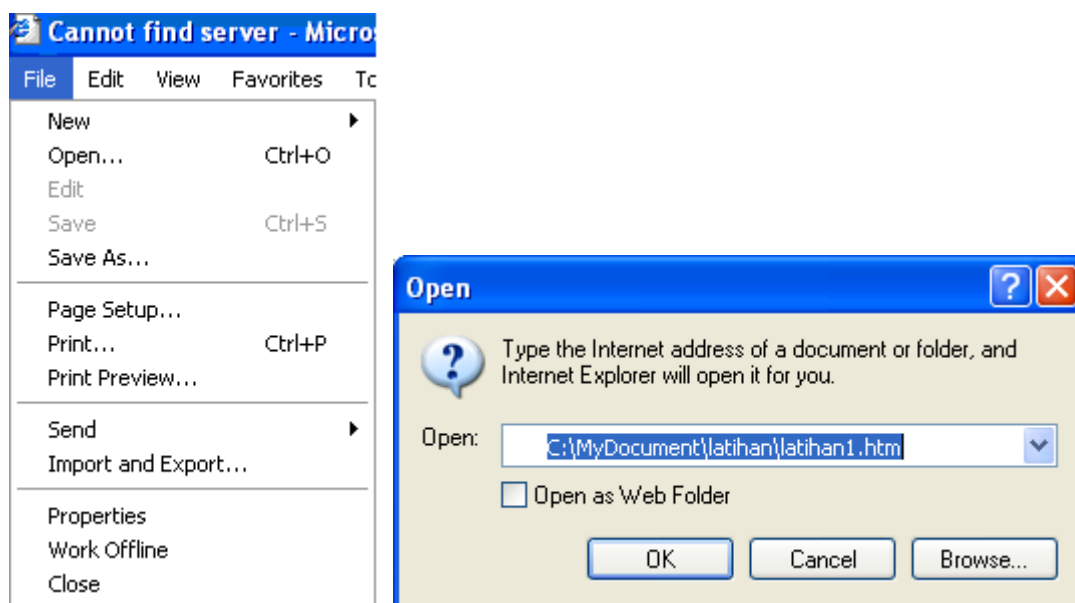 Cannot find server - Micros
File Edit View Favorites To
New
Open... Ctrl+O
Edit
Save Ctrl+S
Save As...
Page Setup...
Print... Ctrl+P
Print Preview...
Send
Import and Export...
Properties
Work Offline
Close
Open
Type the Internet address of a document or folder, and
Internet Explorer will open it for you.
Open: C:\MyDocument\latihan\latihan1.htm
Open as Web Folder
OK Cancel Browse...